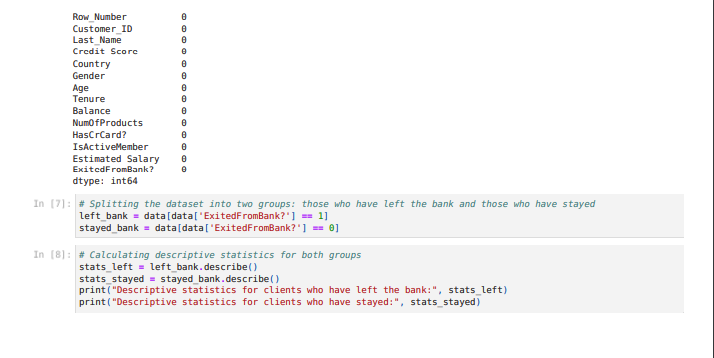 Row_Number 0
Customer_ID 0
Last_Name 0
Credit Score 0
Country 0
Gender 0
Age 0
Tenure 0
Balance 0
NumOfProducts 0
HasCrCard? 0
IsActiveMember 0
Estimated Salary 0
ExitedFromBank? 0
dtype: int64
In [7]: # Splitting the dataset into two groups: those who have left the bank and those who have stayed
left_bank = data[data['ExitedFromBank?'] == 1]
stayed_bank = data[data['ExitedFromBank?'] == 0]
In [8]: # Calculating descriptive statistics for both groups
stats_left = left_bank.describe()
stats_stayed = stayed_bank.describe()
print("Descriptive statistics for clients who have left the bank:", stats_left)
print("Descriptive statistics for clients who have stayed:", stats_stayed)